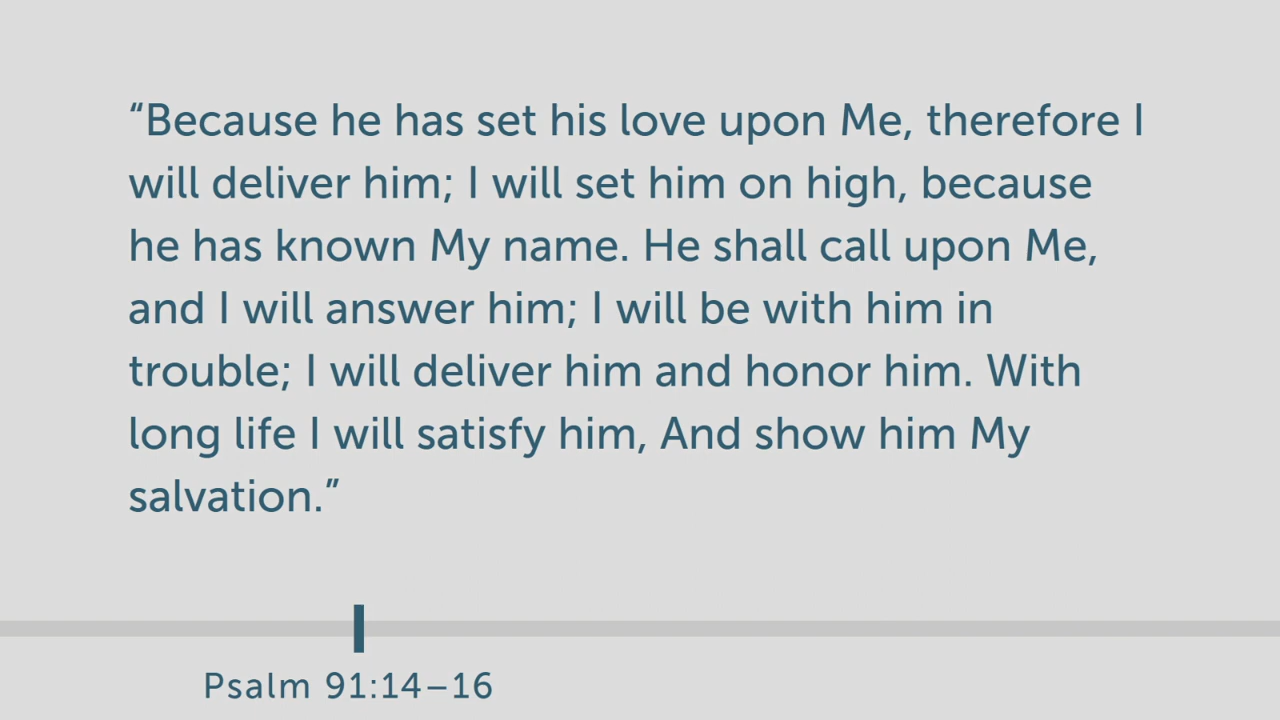 “Because he has set his love upon Me, therefore I
will deliver him; I will set him on high, because
he has known My name. He shall call upon Me,
and I will answer him; I will be with him in
trouble; I will deliver him and honor him. With
long life I will satisfy him, And show him My
salvation.”
Psalm 91:14–16